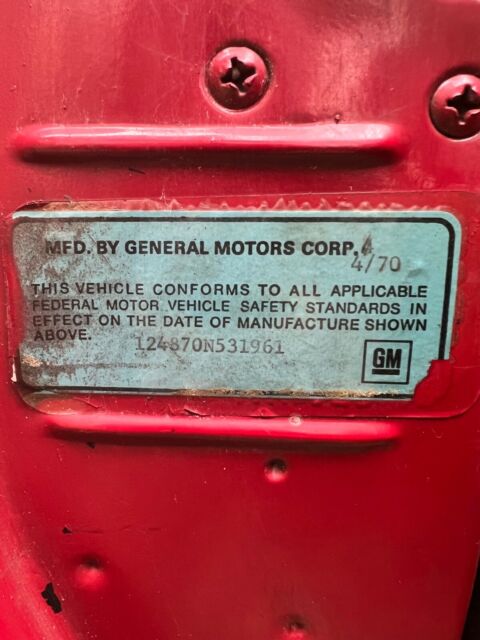 MFD. BY GENERAL MOTORS CORP.
4/70
THIS VEHICLE CONFORMS TO ALL APPLICABLE
FEDERAL MOTOR VEHICLE SAFETY STANDARDS IN
EFFECT ON THE DATE OF MANUFACTURE SHOWN
ABOVE.
124870N531961
GM